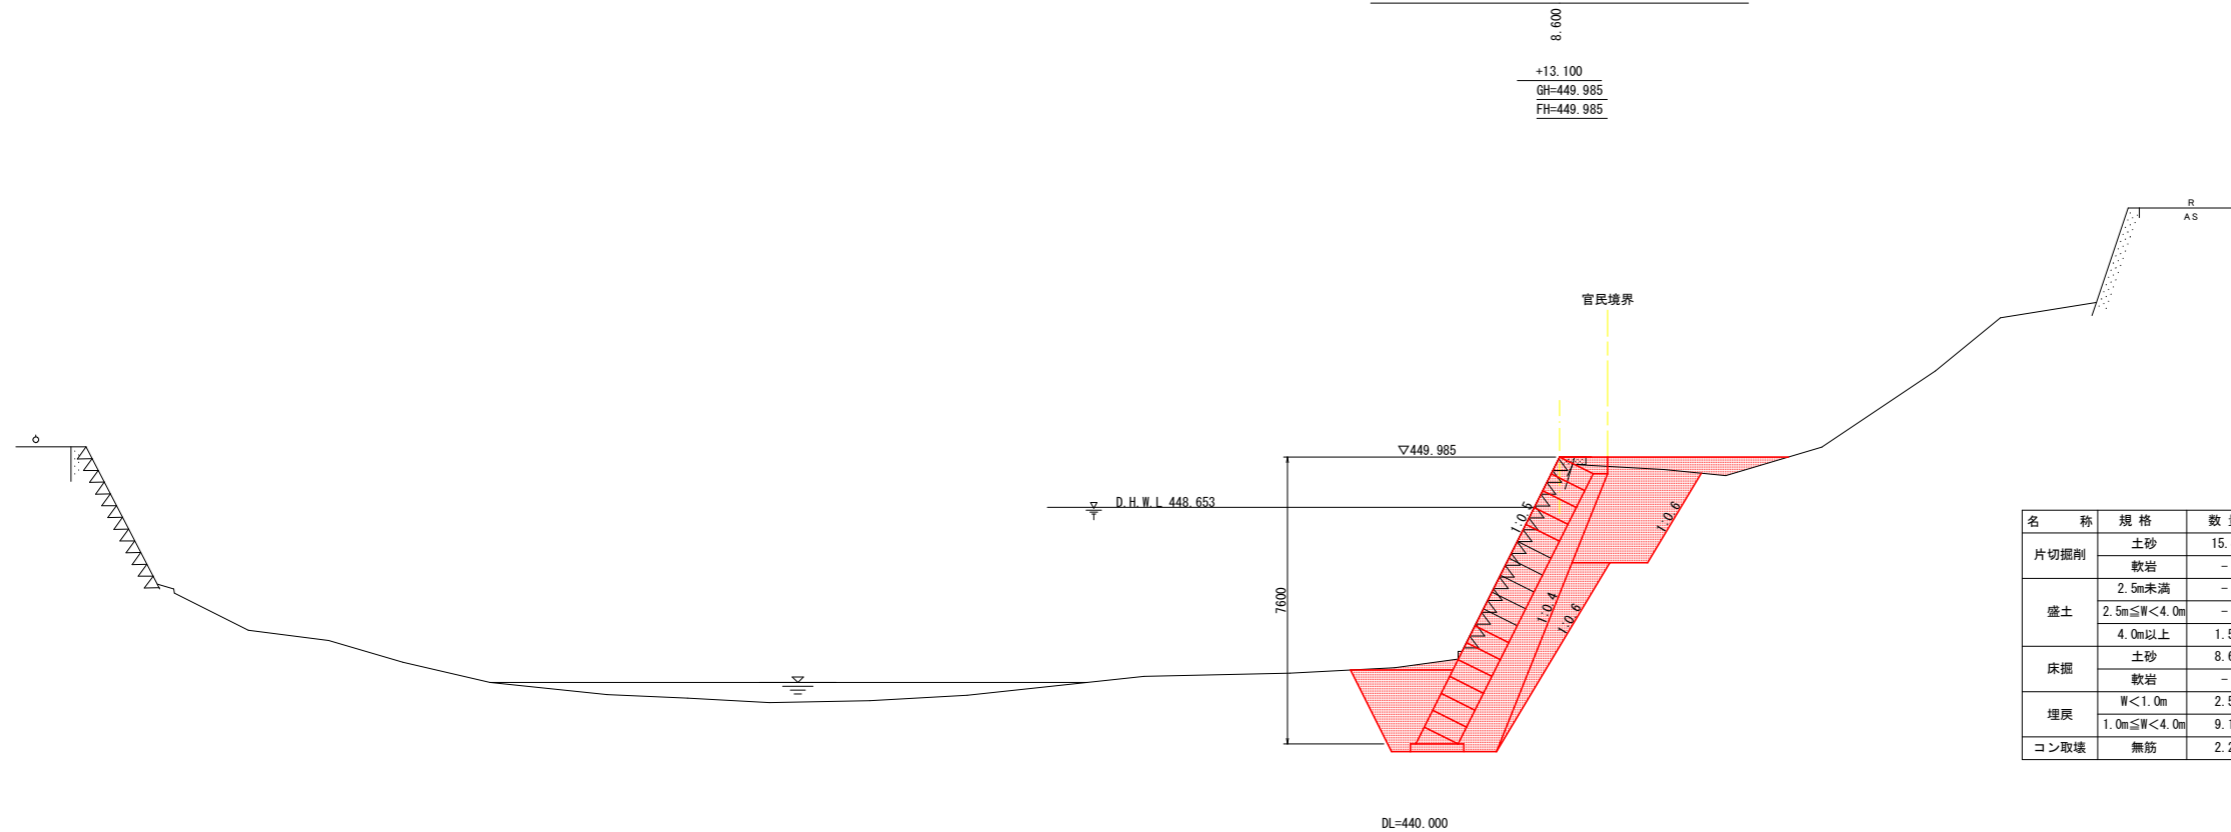 8.600
+13.100
GH=449.985
FH=449.985
R
AS
官民境界
▽449.985
D.H.W.L 448.653
1:0.5
1:0.6
7600
1:0.4
1:0.6
名 称 規 格 数
片切掘削 土砂 15.
軟岩 -
盛土 2.5m未満 -
2.5m≦W<4.0m -
4.0m以上 1.5
床掘 土砂 8.6
軟岩 -
埋戻 W<1.0m 2.5
1.0m≦W<4.0m 9.1
コン取壊 無筋 2.2
DL=440.000